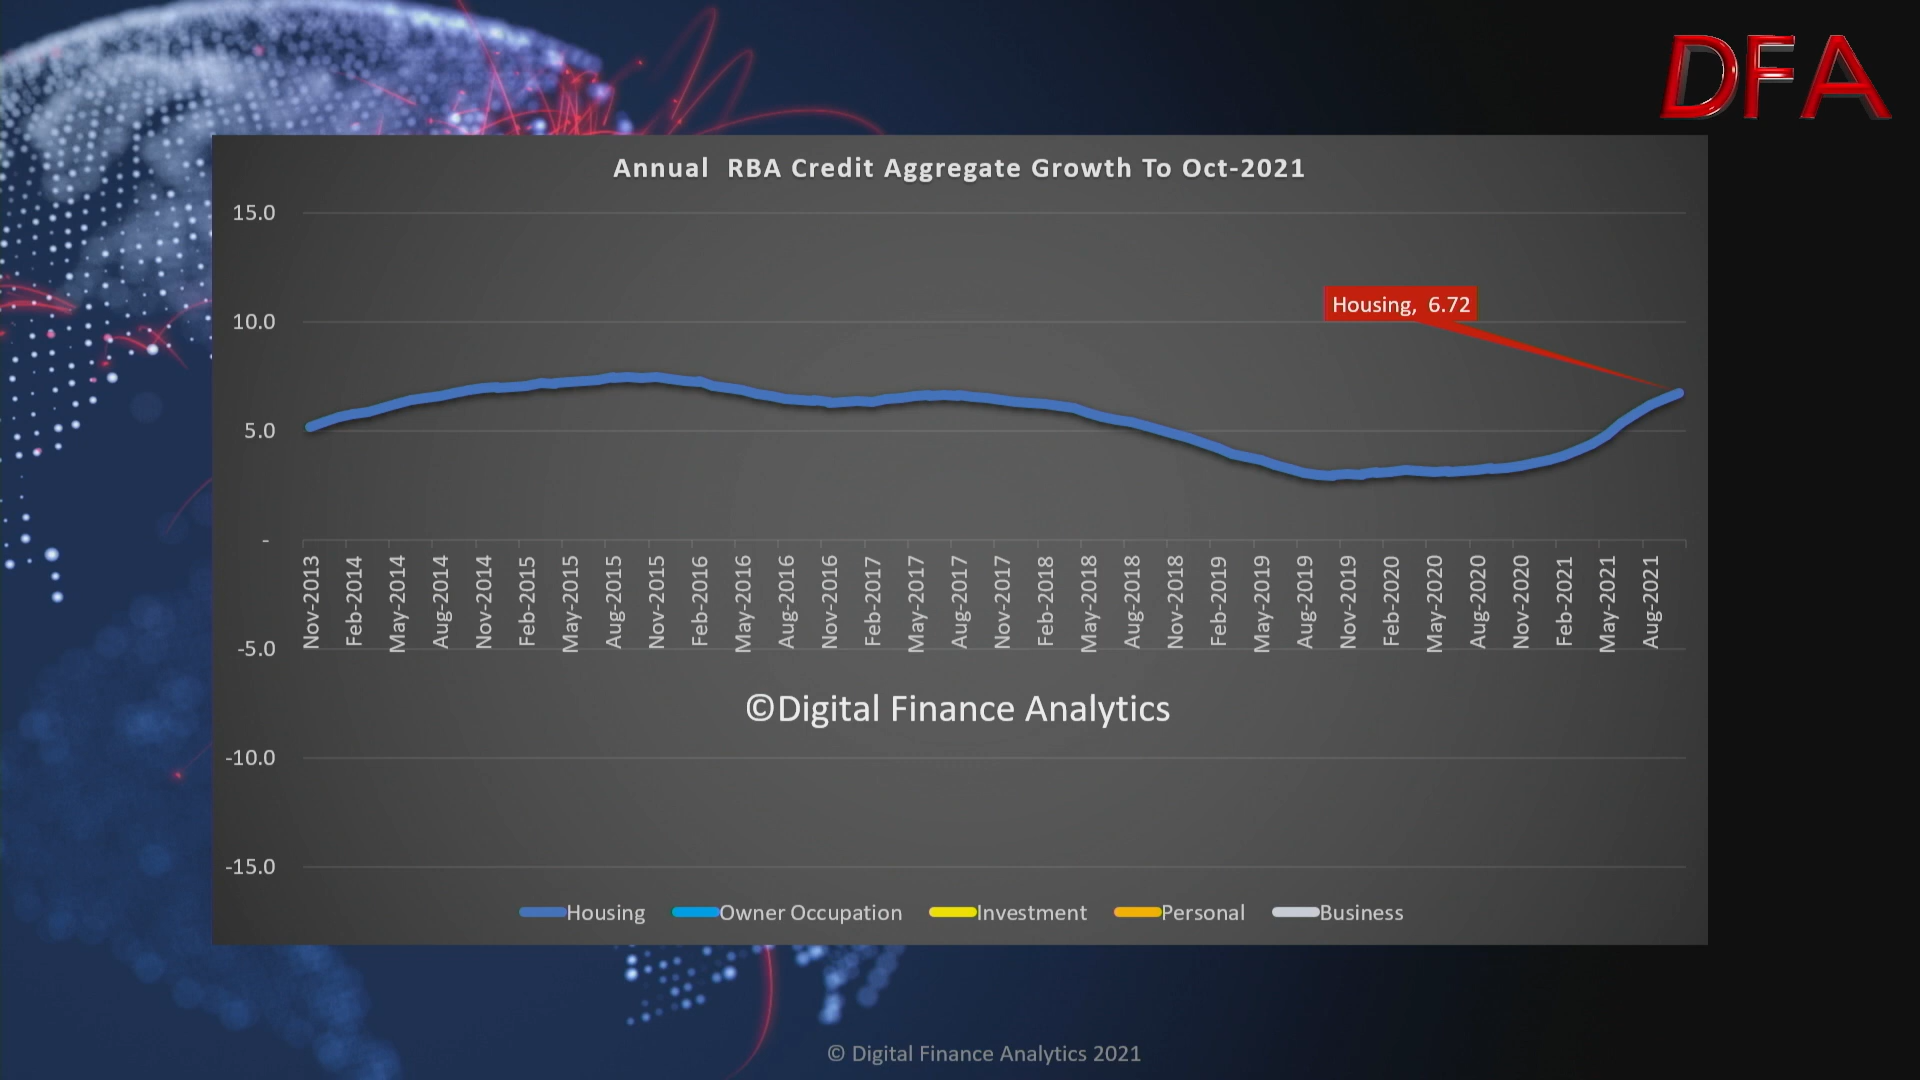 DFA
Annual  RBA Credit Aggregate Growth To Oct-2021
15.0
Housing,  6.72
10.0
5.0
-
Nov-2013
Feb-2014
May-2014
Aug-2014
Nov-2014
Feb-2015
May-2015
Aug-2015
Nov-2015
Feb-2016
May-2016
Aug-2016
Nov-2016
Feb-2017
May-2017
Aug-2017
Nov-2017
Feb-2018
May-2018
Aug-2018
Nov-2018
Feb-2019
May-2019
Aug-2019
Nov-2019
Feb-2020
May-2020
Aug-2020
Nov-2020
Feb-2021
May-2021
Aug-2021
-5.0
©Digital Finance Analytics
-10.0
-15.0
Housing Owner Occupation Investment Personal Business
© Digital Finance Analytics 2021